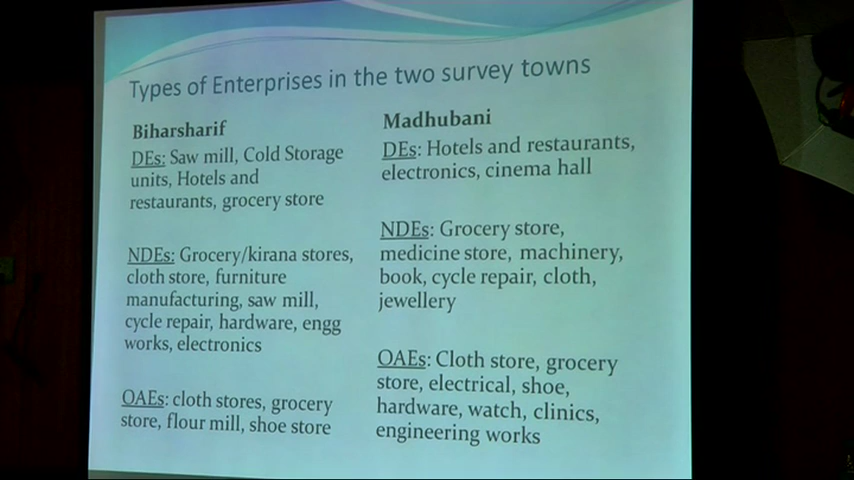 Types of Enterprises in the two survey towns
Biharsharif
DEs: Saw mill, Cold Storage
units, Hotels and
restaurants, grocery store
NDEs: Grocery/kirana stores,
cloth store, furniture
manufacturing, saw mill,
cycle repair, hardware, engg
works, electronics
OAEs: cloth stores, grocery
store, flour mill, shoe store
Madhubani
DEs: Hotels and restaurants,
electronics, cinema hall
NDEs: Grocery store,
medicine store, machinery,
book, cycle repair, cloth,
jewellery
OAEs: Cloth store, grocery
store, electrical, shoe,
hardware, watch, clinics,
engineering works